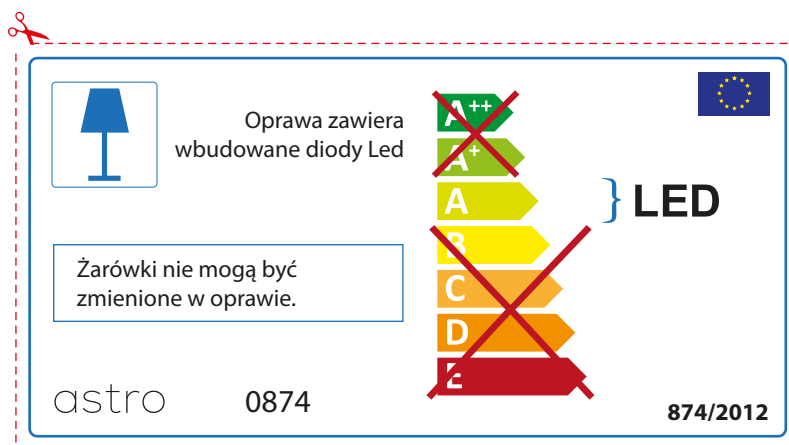 Oprawa zawiera
wbudowane diody Led
A++
A+
A
B
C
D
E
} LED
Żarówki nie mogą być
zmienione w oprawie.
astro
0874
874/2012